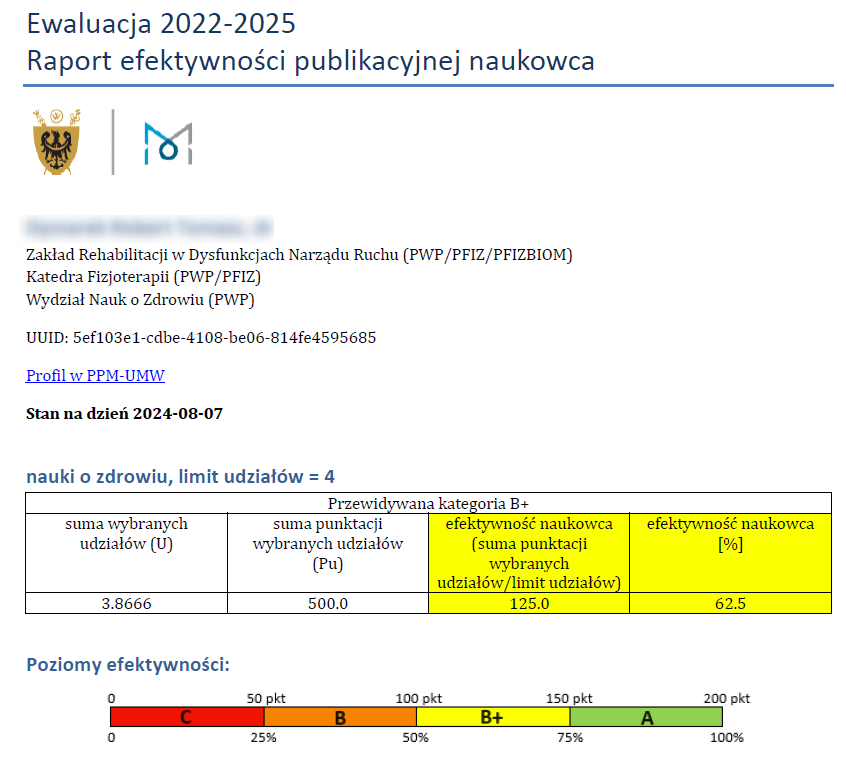 Ewaluacja 2022-2025
Raport efektywności publikacyjnej naukowca
Zakład Rehabilitacji w Dysfunkcjach Narządu Ruchu (PWP/PFIZ/PFIZBIOM)
Katedra Fizjoterapii (PWP/PFIZ)
Wydział Nauk o Zdrowiu (PWP)
UUID: 5ef103e1-cdbe-4108-be06-814fe4595685
Profil w PPM-UMW
Stan na dzień 2024-08-07
nauki o zdrowiu, limit udziałów = 4
Przewidywana kategoria B+
suma wybranych
udziałów (U)
suma punktacji
wybranych udziałów
(Pu)
efektywność naukowca
(suma punktacji
wybranych
udziałów/limit udziałów)
efektywność naukowca
[%]
3.8666 500.0 125.0 62.5
Poziomy efektywności:
0 50 pkt 100 pkt 150 pkt 200 pkt
C B B+ A
0 25% 50% 75% 100%